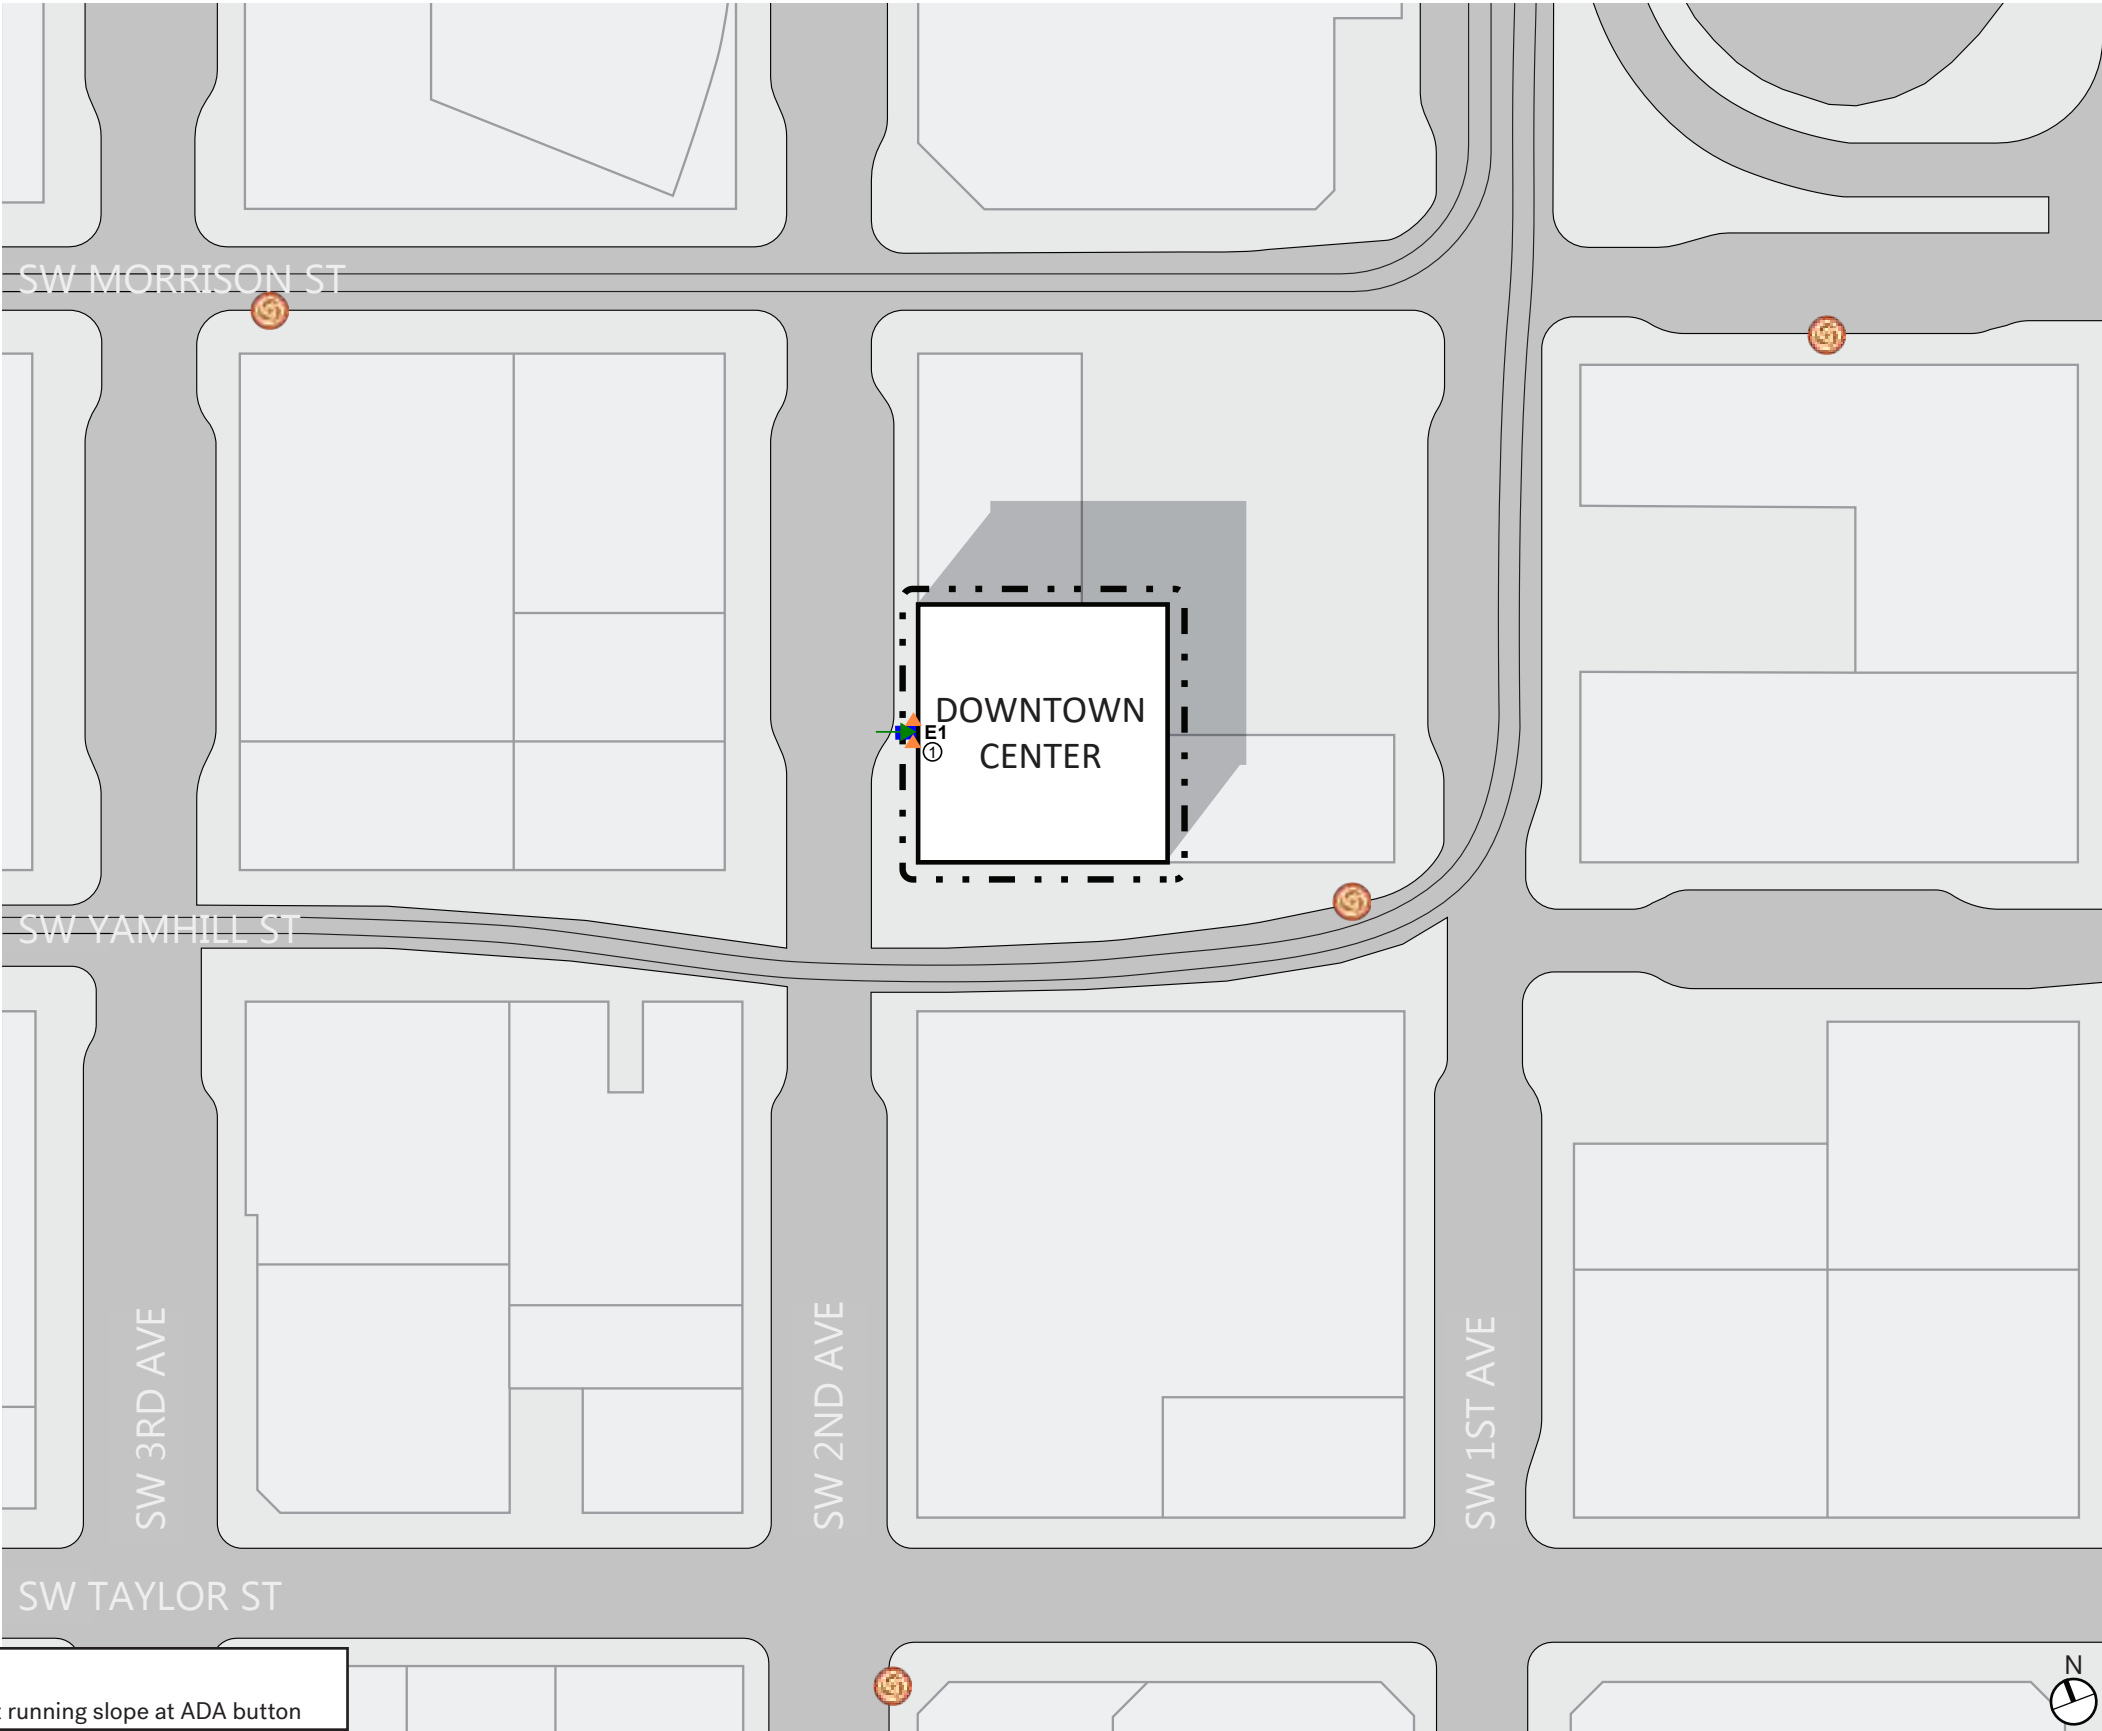 SW MORRISON ST
DOWNTOWN
CENTER
E1
1
SW YAMHILL ST
SW 3RD AVE
SW 2ND AVE
SW 1ST AVE
SW TAYLOR ST
N
running slope at ADA button